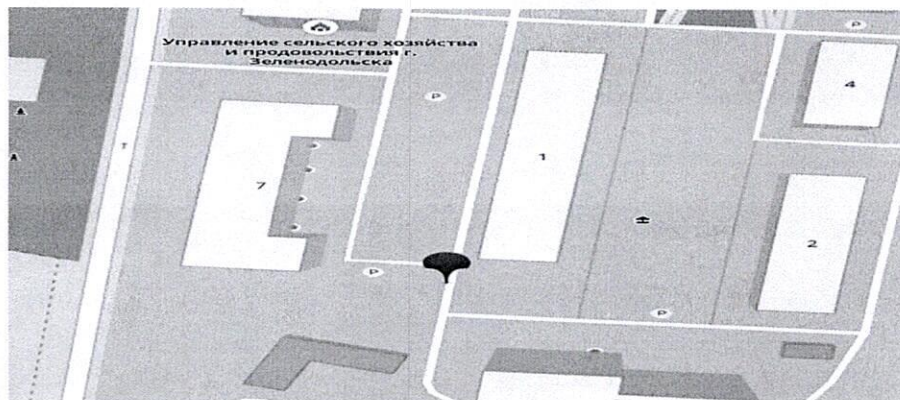 P
Управление сельского хозяйства
и продовольствия г.
Зеленодольска
P
4
T
1
7
2
P
P